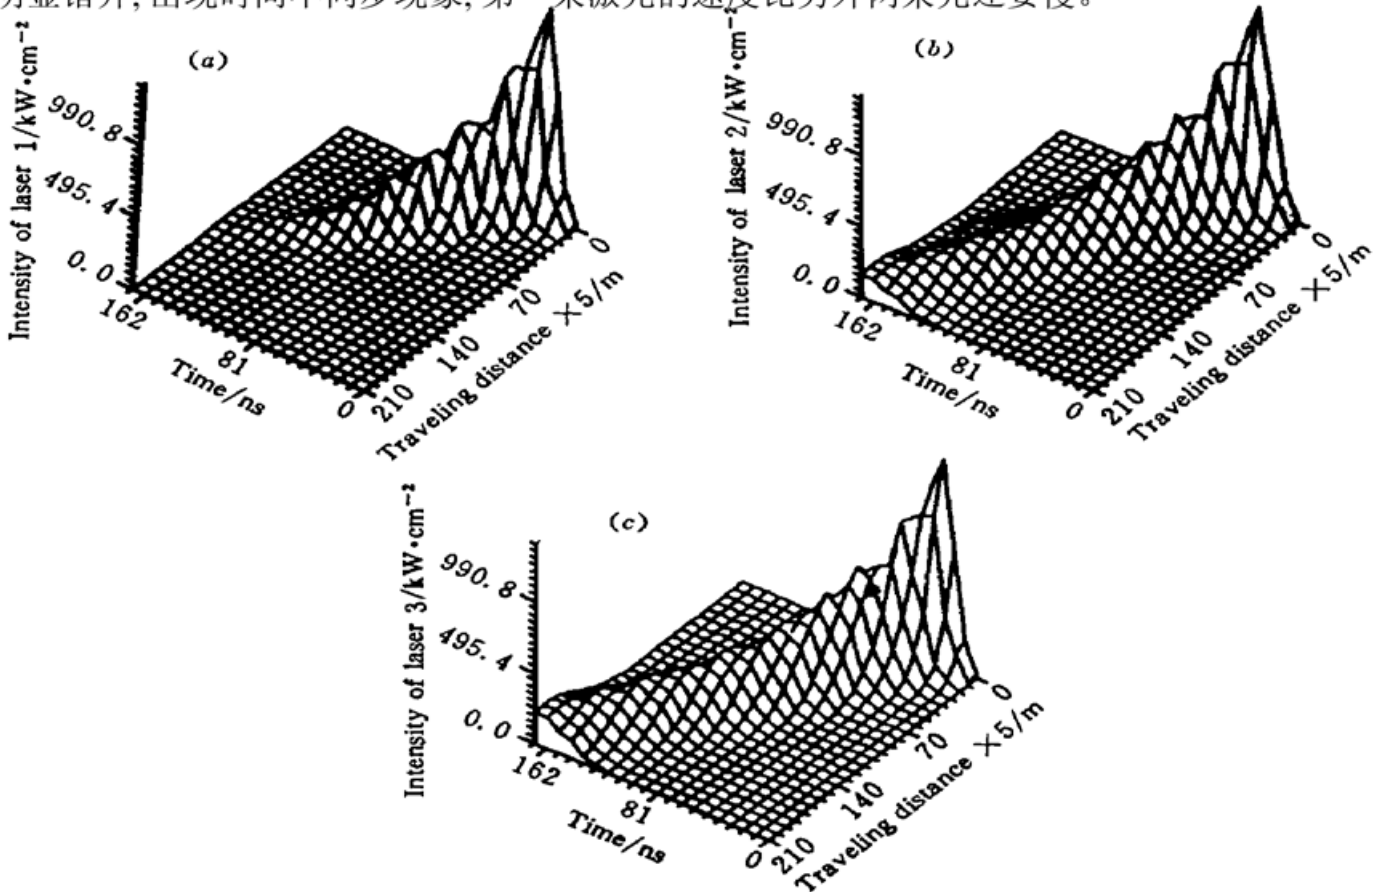 (a)
Intensity of laser 1/kW·cm⁻²
990.8
495.4
0.0
162
81
0
Time/ns
210
140
70
0
Traveling distance ×5/m
(b)
Intensity of laser 2/kW·cm⁻²
990.8
495.4
0.0
162
81
0
Time/ns
210
140
70
0
Traveling distance ×5/m
(c)
Intensity of laser 3/kW·cm⁻²
990.8
495.4
0.0
162
81
0
Time/ns
210
140
70
0
Traveling distance ×5/m